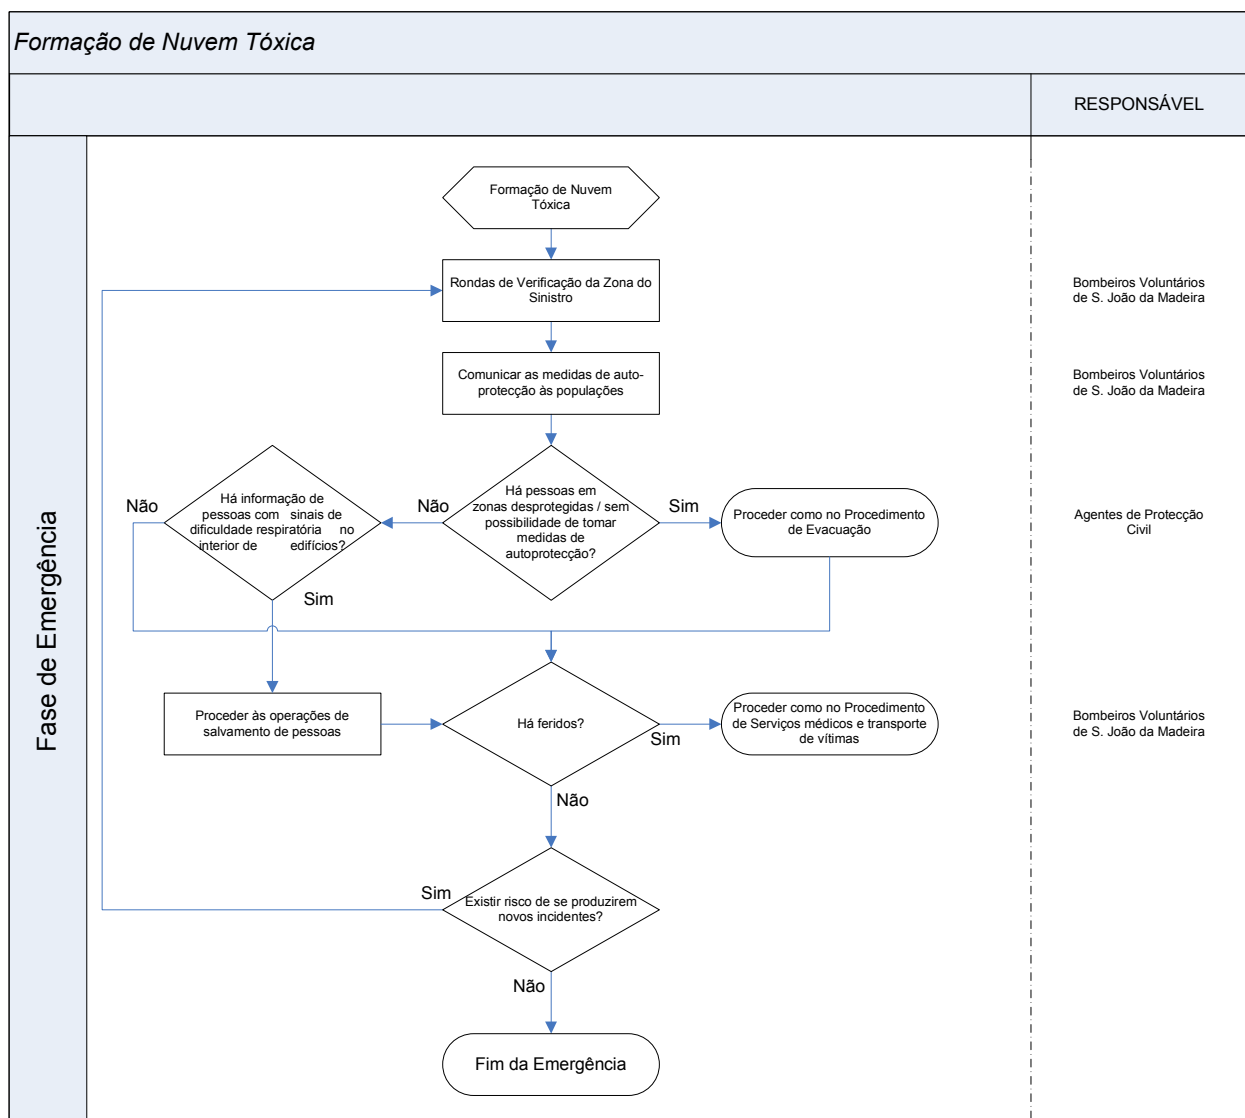 Formação de Nuvem Tóxica
RESPONSÁVEL
Fase de Emergência
Formação de Nuvem
Tóxica
Rondas de Verificação da Zona do
Sinistro
Bombeiros Voluntários
de S. João da Madeira
Comunicar as medidas de auto-
protecção às populações
Bombeiros Voluntários
de S. João da Madeira
Não
Há informação de
pessoas com sinais de
dificuldade respiratória no
interior de edifícios?
Não
Há pessoas em
zonas desprotegidas / sem
possibilidade de tomar
medidas de
autoprotecção?
Sim
Proceder como no Procedimento
de Evacuação
Agentes de Protecção
Civil
Sim
Proceder às operações de
salvamento de pessoas
Há feridos?
Sim
Proceder como no Procedimento
de Serviços médicos e transporte
de vítimas
Bombeiros Voluntários
de S. João da Madeira
Não
Sim
Existir risco de se produzirem
novos incidentes?
Não
Fim da Emergência